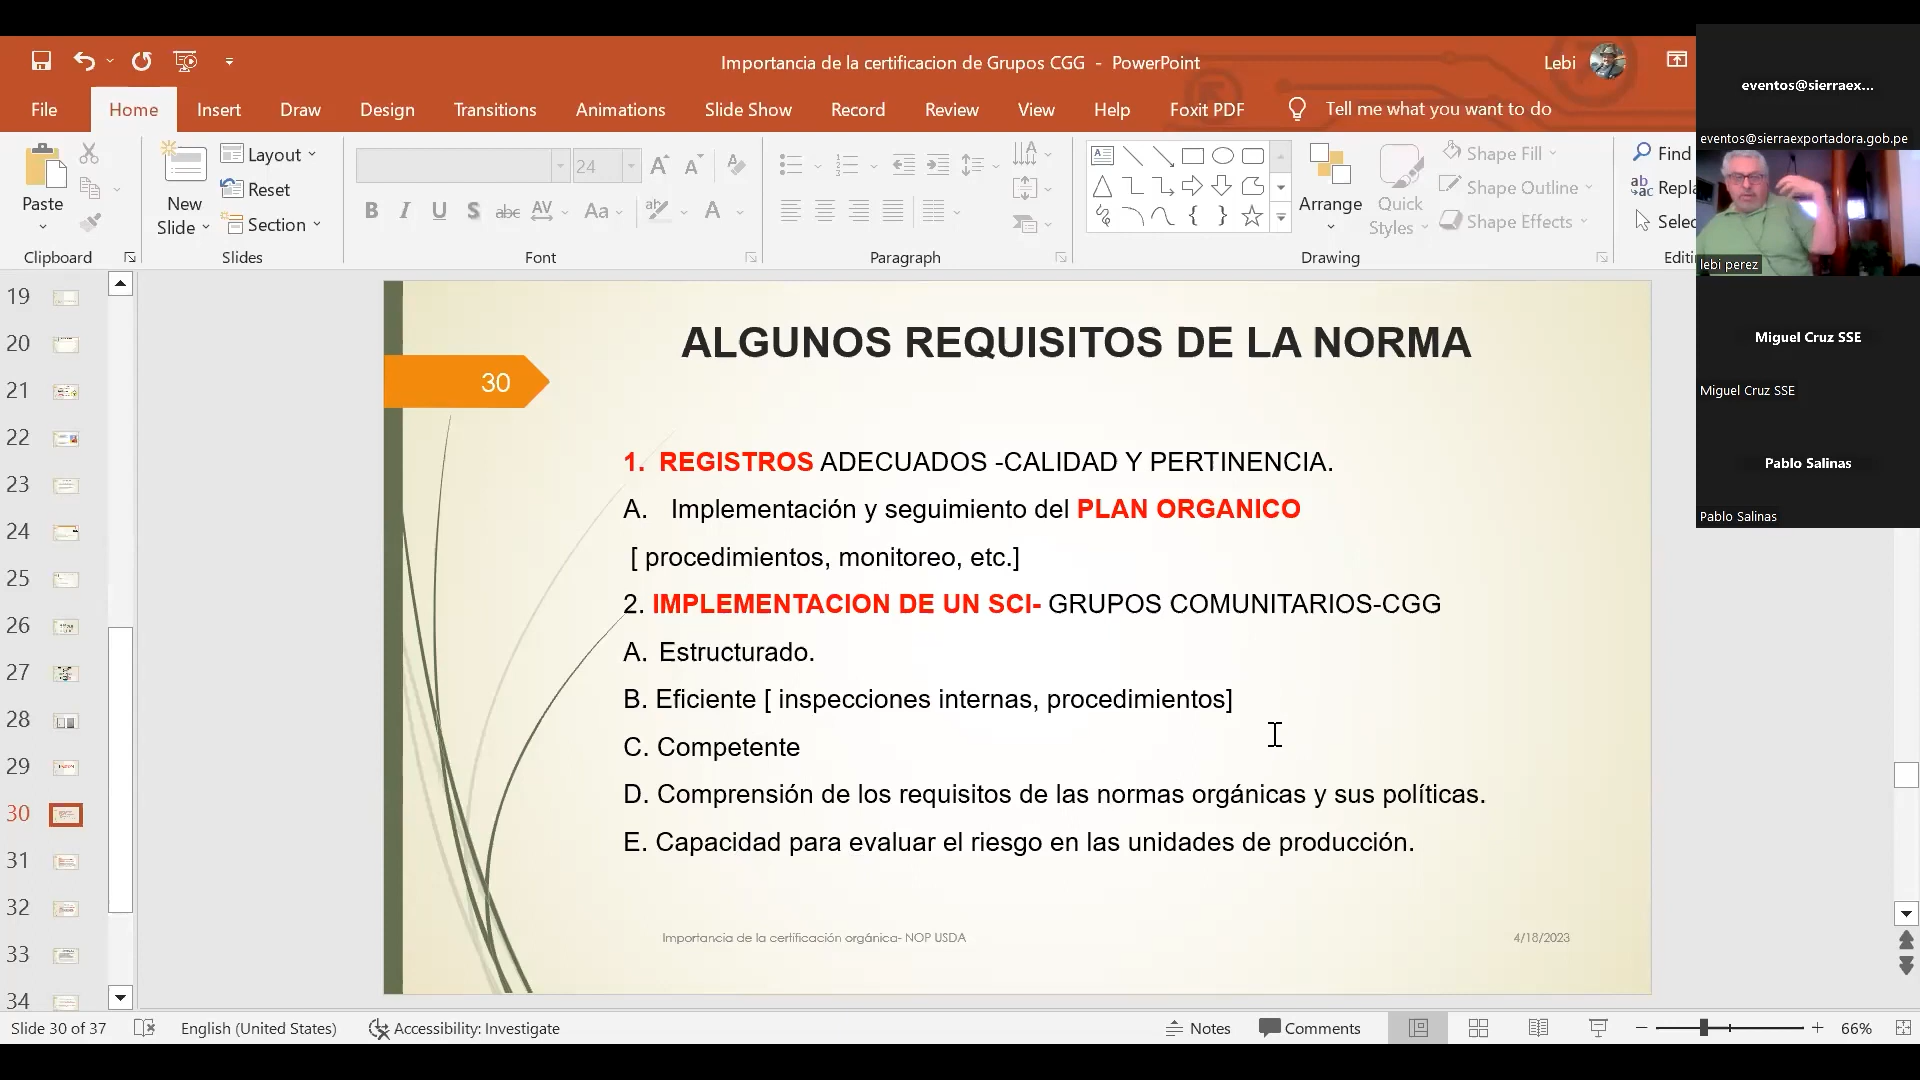 Importancia de la certificacion de Grupos CGG - PowerPoint
Lebi
File Home Insert Draw Design Transitions Animations Slide Show Record Review View Help Foxit PDF Tell me what you want to do
Paste
Clipboard
New Slide
Layout
Reset
Section
Slides
24
B I U S abc AV Aa A
Font
Paragraph
Arrange
Quick Styles
Shape Fill
Shape Outline
Shape Effects
Drawing
Find
Repla
Selec
Editi
eventos@sierraex...
eventos@sierraexportadora.gob.pe
lebi perez
Miguel Cruz SSE
Miguel Cruz SSE
Pablo Salinas
Pablo Salinas
19
20
21
22
23
24
25
26
27
28
29
30
31
32
33
34
ALGUNOS REQUISITOS DE LA NORMA
30
1. REGISTROS ADECUADOS -CALIDAD Y PERTINENCIA.
A. Implementación y seguimiento del PLAN ORGANICO
[ procedimientos, monitoreo, etc.]
2. IMPLEMENTACION DE UN SCI- GRUPOS COMUNITARIOS-CGG
A. Estructurado.
B. Eficiente [ inspecciones internas, procedimientos]
C. Competente
D. Comprensión de los requisitos de las normas orgánicas y sus políticas.
E. Capacidad para evaluar el riesgo en las unidades de producción.
Importancia de la certificación orgánica- NOP USDA
4/18/2023
Slide 30 of 37
English (United States)
Accessibility: Investigate
Notes
Comments
66%